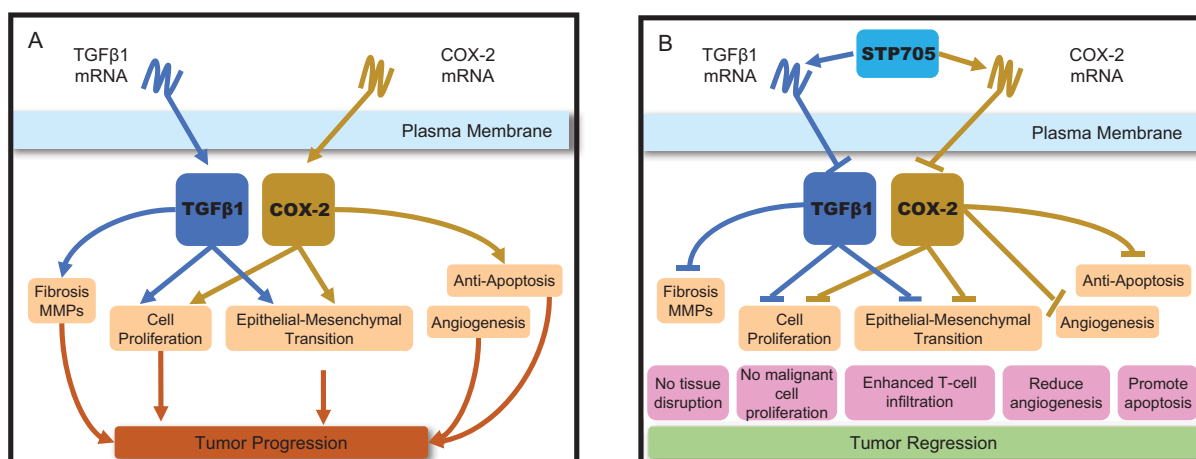 A
TGFβ1
mRNA
COX-2
mRNA
Plasma Membrane
TGFβ1
COX-2
Fibrosis
MMPs
Cell
Proliferation
Epithelial-Mesenchymal
Transition
Anti-Apoptosis
Angiogenesis
Tumor Progression
B
TGFβ1
mRNA
STP705
COX-2
mRNA
Plasma Membrane
TGFβ1
COX-2
Fibrosis
MMPs
Cell
Proliferation
Epithelial-Mesenchymal
Transition
Anti-Apoptosis
Angiogenesis
No tissue
disruption
No malignant
cell
proliferation
Enhanced T-cell
infiltration
Reduce
angiogenesis
Promote
apoptosis
Tumor Regression